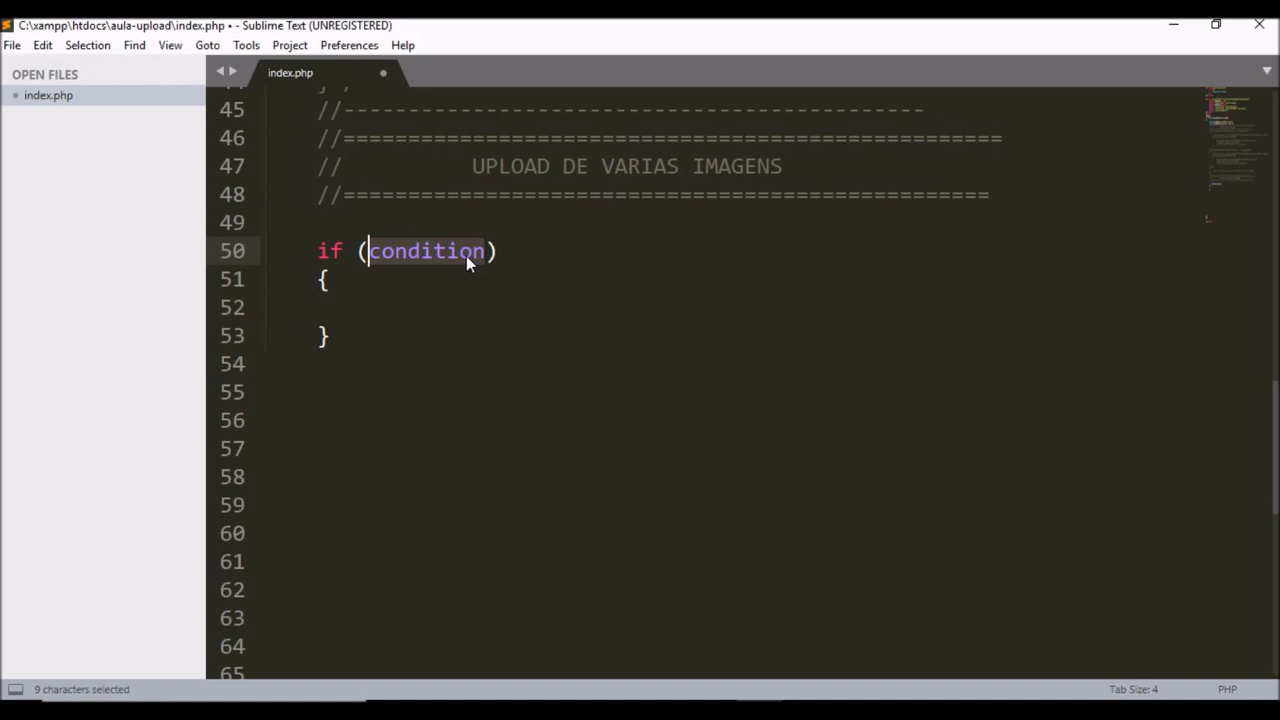 C:\xampp\htdocs\aula-upload\index.php • - Sublime Text (UNREGISTERED)
File Edit Selection Find View Goto Tools Project Preferences Help
OPEN FILES
index.php
index.php
45 //---------------------------------------------
46 //===================================================
47 // UPLOAD DE VARIAS IMAGENS
48 //==================================================
49
50 if (condition)
51 {
52
53 }
54
55
56
57
58
59
60
61
62
63
64
65
9 characters selected Tab Size: 4 PHP